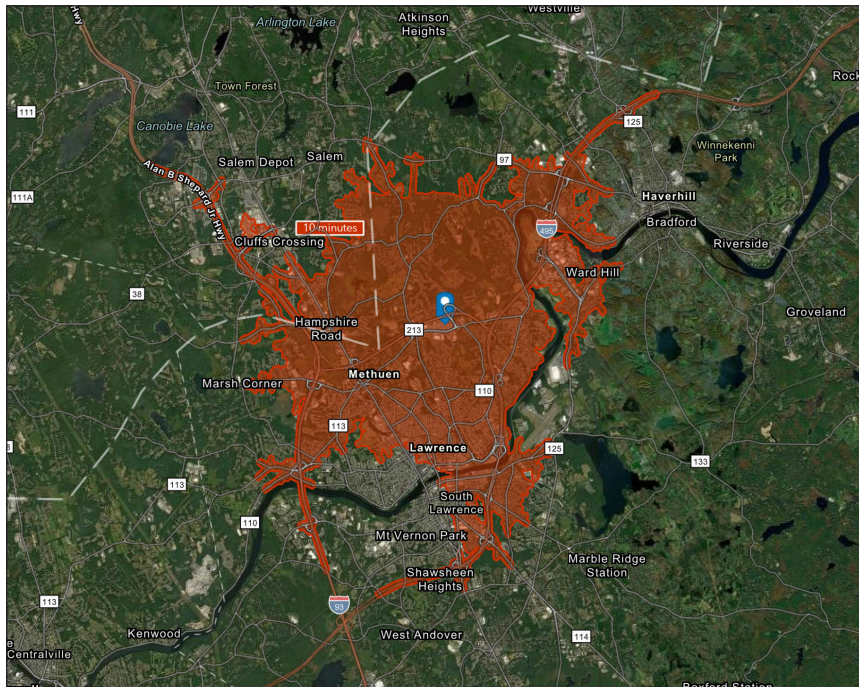 Westville
Hwy
Arlington Lake
Atkinson
Heights
Rock
Town Forest
111
125
Canobie Lake
Winnekenni
Park
Salem Depot
Salem
97
Alan B Shepard Jr Hwy
111A
Haverhill
Bradford
10 minutes
495
Cluffs Crossing
Riverside
Ward Hill
38
Groveland
213
Hampshire
Road
Methuen
Marsh Corner
110
113
Lawrence
125
133
113
South
Lawrence
110
Mt Vernon Park
Marble Ridge
Station
Shawsheen
Heights
113
93
Kenwood
West Andover
114
e
Centralville
Boxford Station